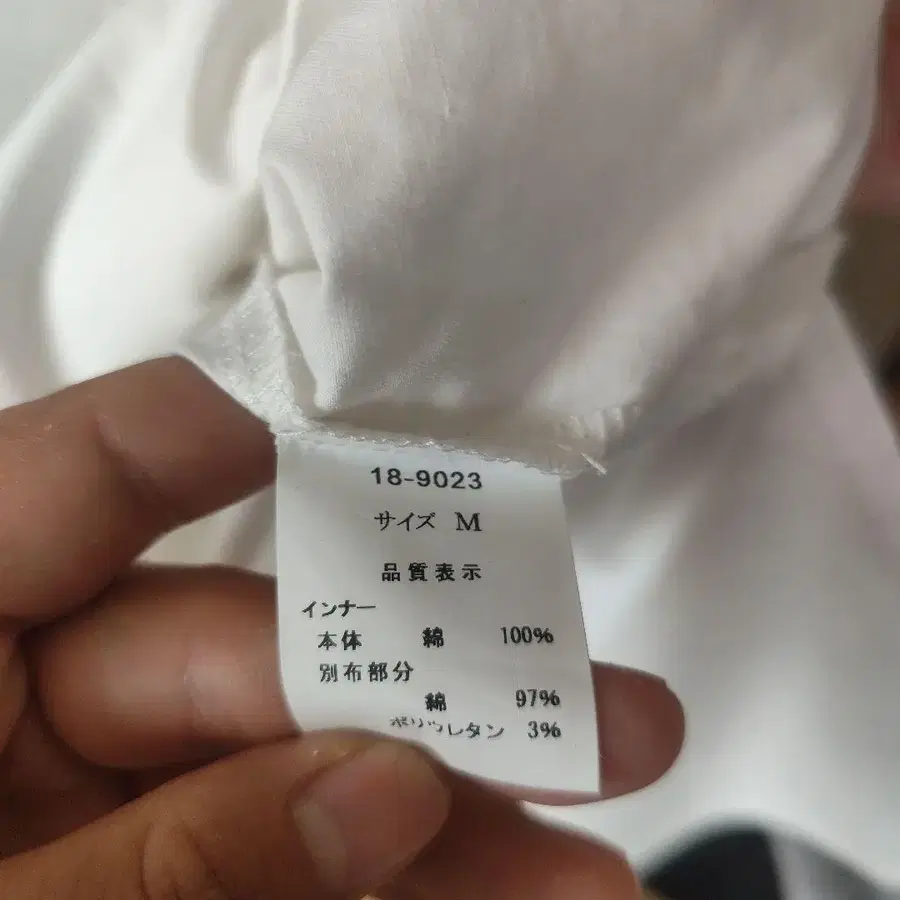 18-9023
サイズ M
品質表示
インナー
本体 綿 100%
別布部分
綿 97%
ポリウレタン 3%